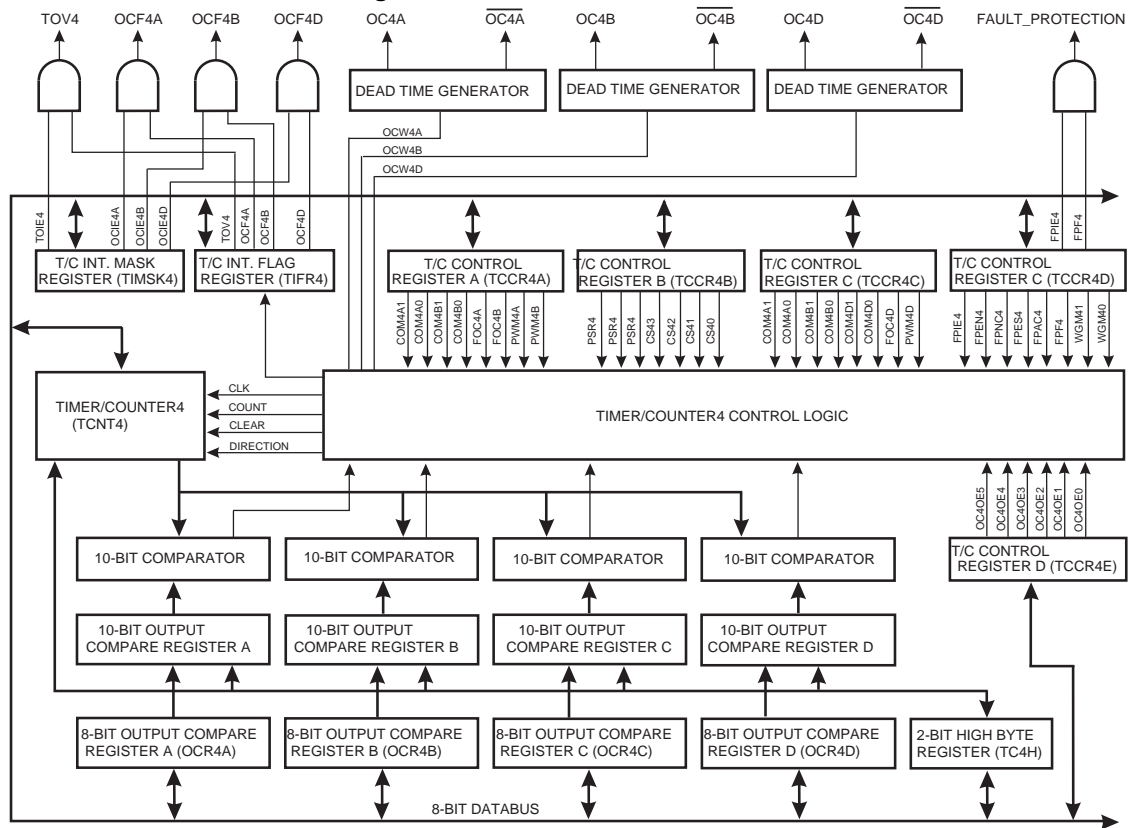 TOV4 OCF4A OCF4B OCF4D OC4A OC4A OC4B OC4B OC4D OC4D FAULT_PROTECTION
DEAD TIME GENERATOR DEAD TIME GENERATOR DEAD TIME GENERATOR
OCW4A
OCW4B
OCW4D
TOIE4 OCIE4A OCIE4B OCIE4D TOV4 OCF4A OCF4B OCF4D FPIE4 FPF4
T/C INT. MASK
REGISTER (TIMSK4)
T/C INT. FLAG
REGISTER (TIFR4)
T/C CONTROL
REGISTER A (TCCR4A)
T/C CONTROL
REGISTER B (TCCR4B)
T/C CONTROL
REGISTER C (TCCR4C)
T/C CONTROL
REGISTER C (TCCR4D)
COM4A1 COM4A0 COM4B1 COM4B0 FOC4A FOC4B PWM4A PWM4B
PSR4 PSR4 PSR4 CS43 CS42 CS41 CS40
COM4A1 COM4A0 COM4B1 COM4B0 COM4D1 COM4D0 FOC4D PWM4D
FPIE4 FPEN4 FPNC4 FPES4 FPAC4 FPF4 WGM41 WGM40
TIMER/COUNTER4
(TCNT4)
CLK
COUNT
CLEAR
DIRECTION
TIMER/COUNTER4 CONTROL LOGIC
OC4OE5 OC4OE4 OC4OE3 OC4OE2 OC4OE1 OC4OE0
10-BIT COMPARATOR 10-BIT COMPARATOR 10-BIT COMPARATOR 10-BIT COMPARATOR
T/C CONTROL
REGISTER D (TCCR4E)
10-BIT OUTPUT
COMPARE REGISTER A
10-BIT OUTPUT
COMPARE REGISTER B
10-BIT OUTPUT
COMPARE REGISTER C
10-BIT OUTPUT
COMPARE REGISTER D
8-BIT OUTPUT COMPARE
REGISTER A (OCR4A)
8-BIT OUTPUT COMPARE
REGISTER B (OCR4B)
8-BIT OUTPUT COMPARE
REGISTER C (OCR4C)
8-BIT OUTPUT COMPARE
REGISTER D (OCR4D)
2-BIT HIGH BYTE
REGISTER (TC4H)
8-BIT DATABUS